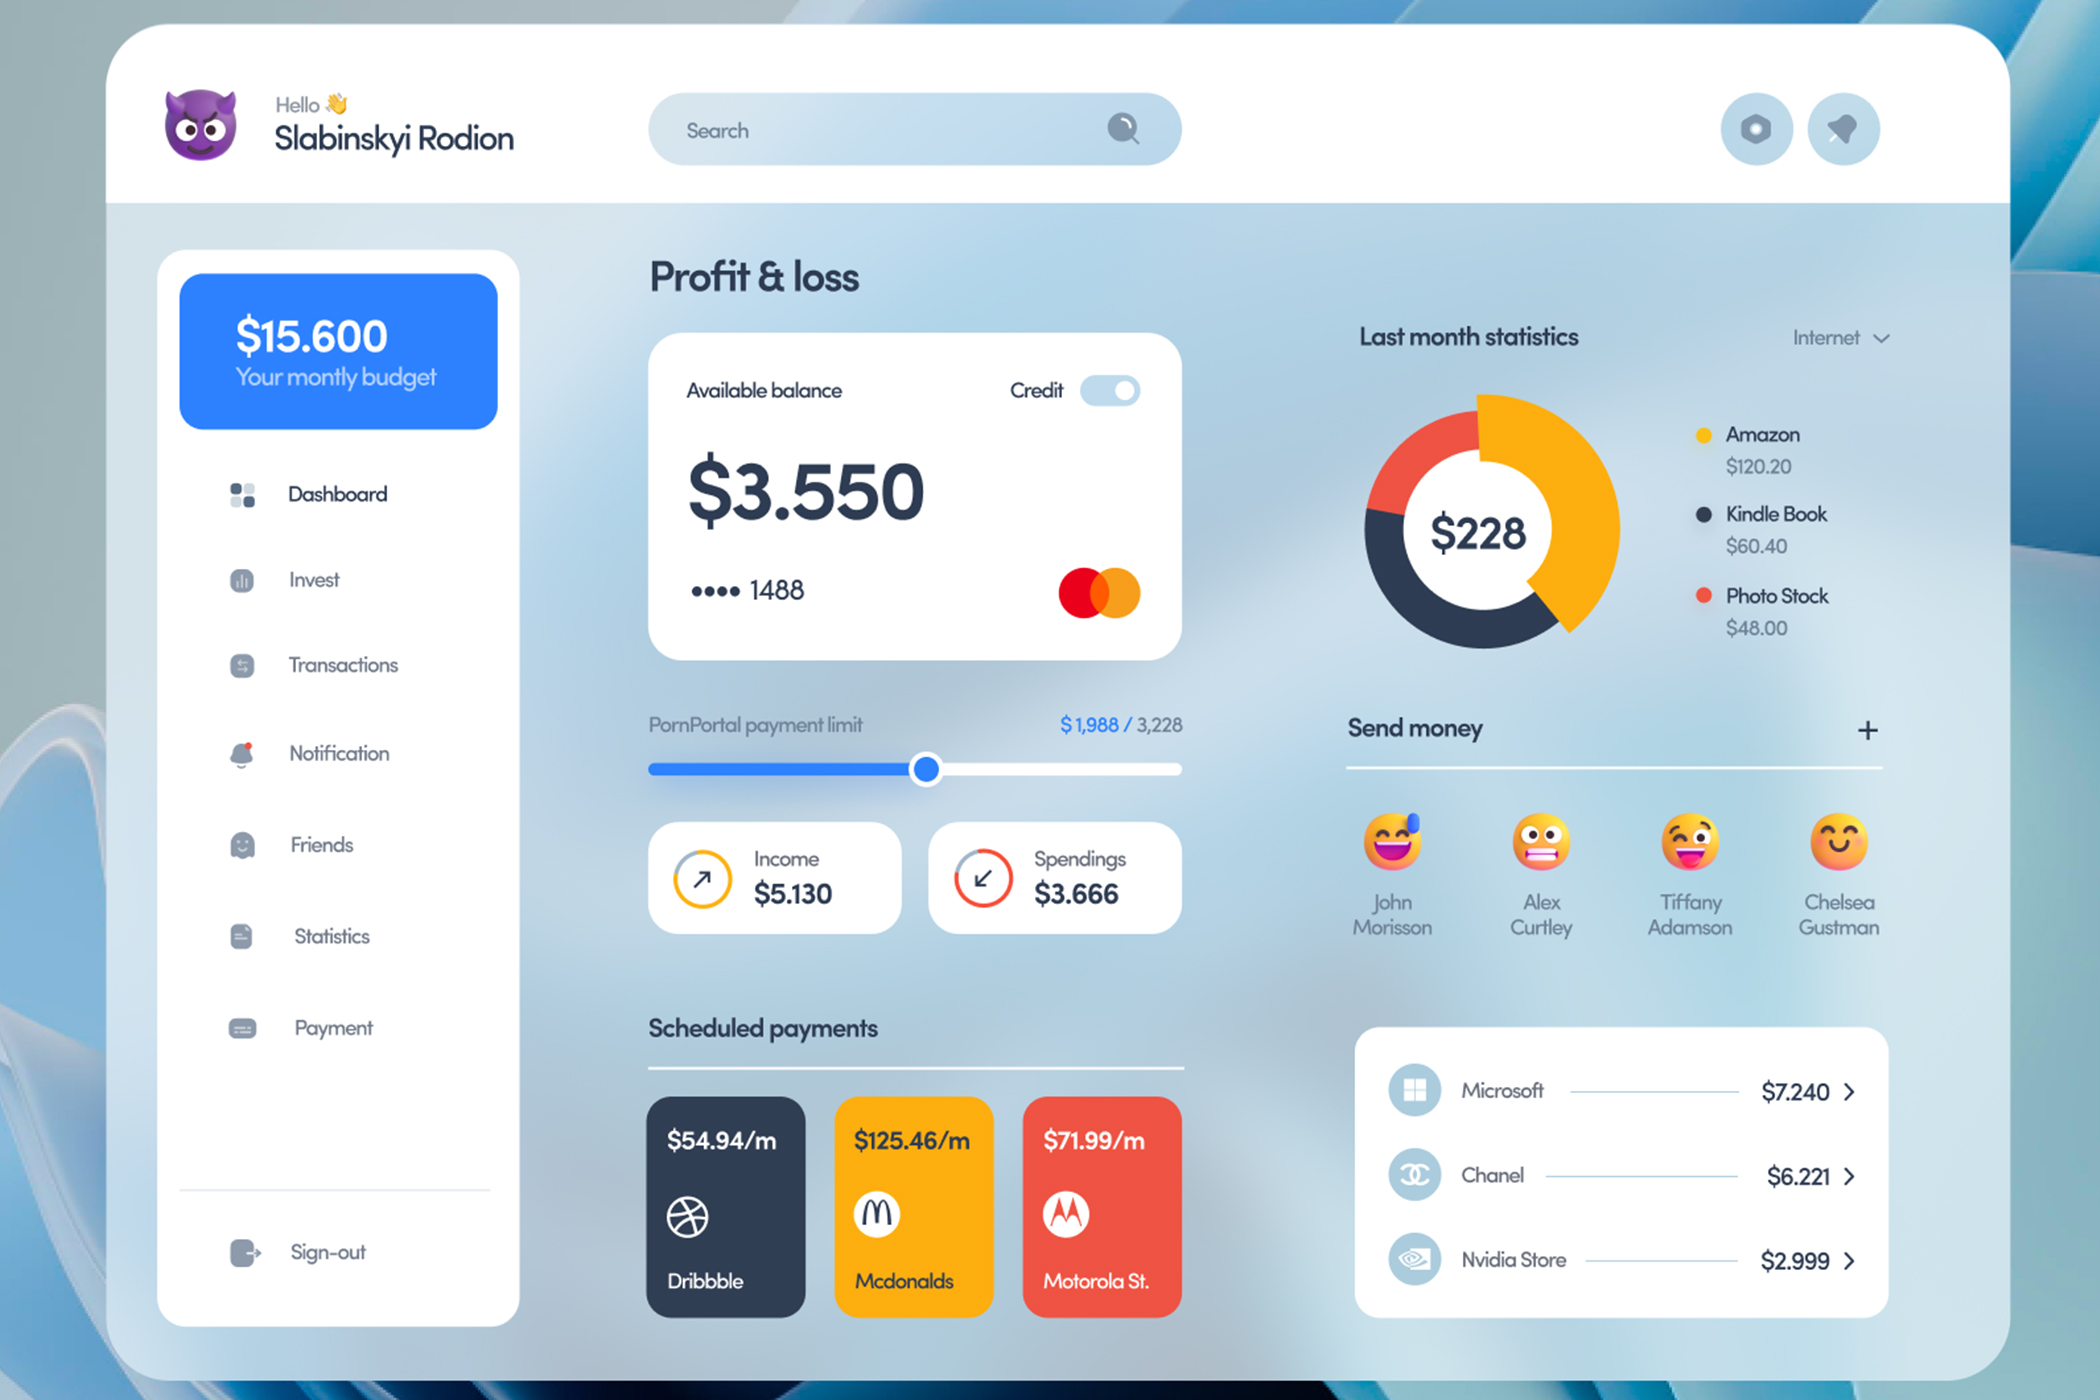 Hello
Slabinskyi Rodion
Search
$15.600
Your montly budget
Dashboard
Invest
Transactions
Notification
Friends
Statistics
Payment
Sign-out
Profit & loss
Available balance
Credit
$3.550
•••• 1488
PornPortal payment limit
$ 1,988 / 3,228
Income
$5.130
Spendings
$3.666
Scheduled payments
$54.94/m
Dribbble
$125.46/m
Mcdonalds
$71.99/m
Motorola St.
Last month statistics
Internet
$228
Amazon
$120.20
Kindle Book
$60.40
Photo Stock
$48.00
Send money
+
John
Morisson
Alex
Curtley
Tiffany
Adamson
Chelsea
Gustman
Microsoft
$7.240
Chanel
$6.221
Nvidia Store
$2.999